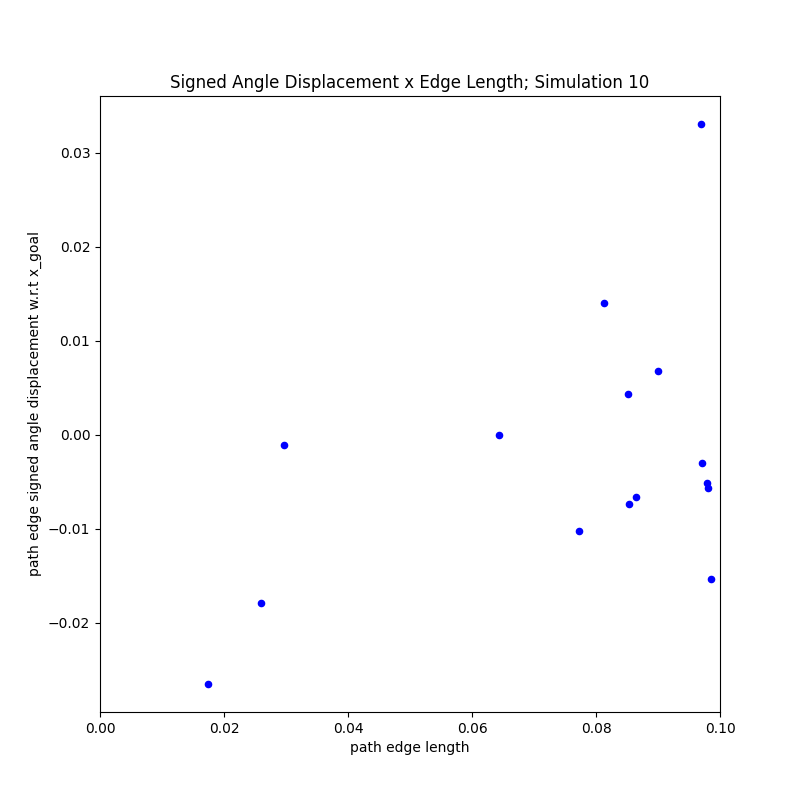 Signed Angle Displacement x Edge Length; Simulation 10
path edge signed angle displacement w.r.t x_goal
0.03
0.02
0.01
0.00
−0.01
−0.02
0.00 0.02 0.04 0.06 0.08 0.10
path edge length